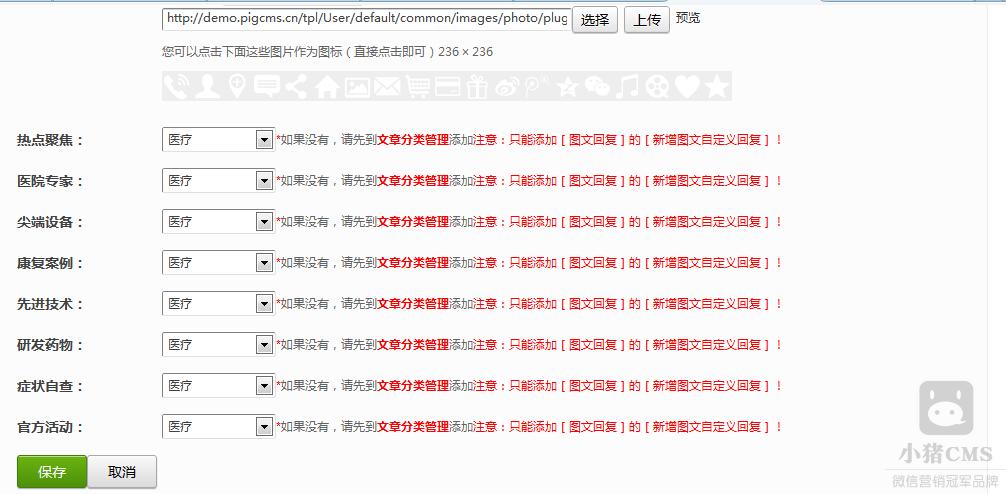 http://demo.pigcms.cn/tpl/User/default/common/images/photo/plug 选择 上传 预览
您可以点击下面这些图片作为图标（直接点击即可）236 × 236
热点聚焦： 医疗 *如果没有，请先到文章分类管理添加注意：只能添加［图文回复］的［新增图文自定义回复］！
医院专家： 医疗 *如果没有，请先到文章分类管理添加注意：只能添加［图文回复］的［新增图文自定义回复］！
尖端设备： 医疗 *如果没有，请先到文章分类管理添加注意：只能添加［图文回复］的［新增图文自定义回复］！
康复案例： 医疗 *如果没有，请先到文章分类管理添加注意：只能添加［图文回复］的［新增图文自定义回复］！
先进技术： 医疗 *如果没有，请先到文章分类管理添加注意：只能添加［图文回复］的［新增图文自定义回复］！
研发药物： 医疗 *如果没有，请先到文章分类管理添加注意：只能添加［图文回复］的［新增图文自定义回复］！
症状自查： 医疗 *如果没有，请先到文章分类管理添加注意：只能添加［图文回复］的［新增图文自定义回复］！
官方活动： 医疗 *如果没有，请先到文章分类管理添加注意：只能添加［图文回复］的［新增图文自定义回复］！
保存 取消
小猪CMS
微信营销冠军品牌